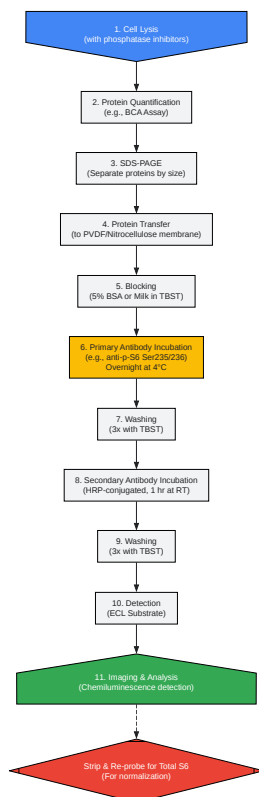 1. Cell Lysis
(with phosphatase inhibitors)
2. Protein Quantification
(e.g., BCA Assay)
3. SDS-PAGE
(Separate proteins by size)
4. Protein Transfer
(to PVDF/Nitrocellulose membrane)
5. Blocking
(5% BSA or Milk in TBST)
6. Primary Antibody Incubation
(e.g., anti-p-S6 Ser235/236)
Overnight at 4°C
7. Washing
(3x with TBST)
8. Secondary Antibody Incubation
(HRP-conjugated, 1 hr at RT)
9. Washing
(3x with TBST)
10. Detection
(ECL Substrate)
11. Imaging & Analysis
(Chemiluminescence detection)
Strip & Re-probe for Total S6
(For normalization)